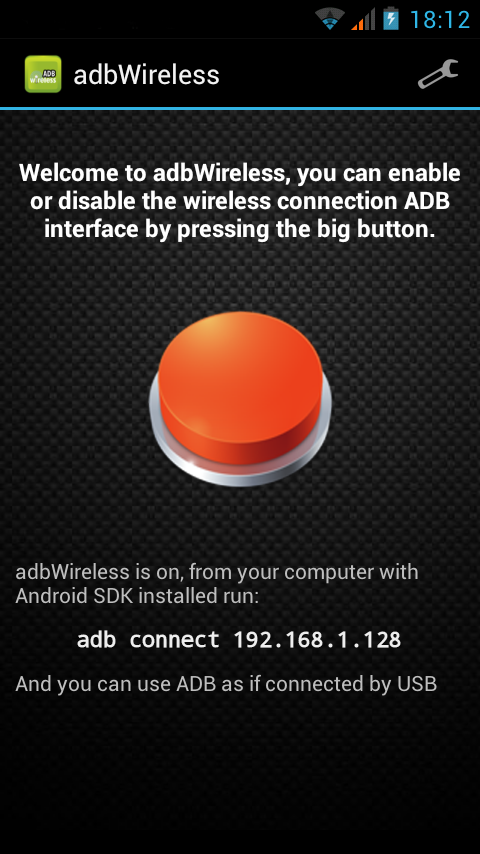 18:12
ADB
wireless
adbWireless
Welcome to adbWireless, you can enable
or disable the wireless connection ADB
interface by pressing the big button.
adbWireless is on, from your computer with
Android SDK installed run:
adb connect 192.168.1.128
And you can use ADB as if connected by USB